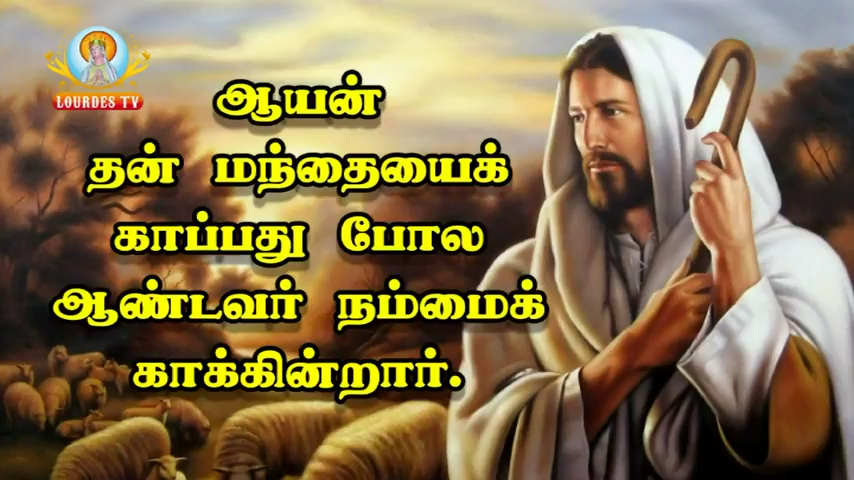 LOURDES TV
ஆயன்
தன் மந்தையைக்
காப்பது போல
ஆண்டவர் நம்மைக்
காக்கின்றார்.